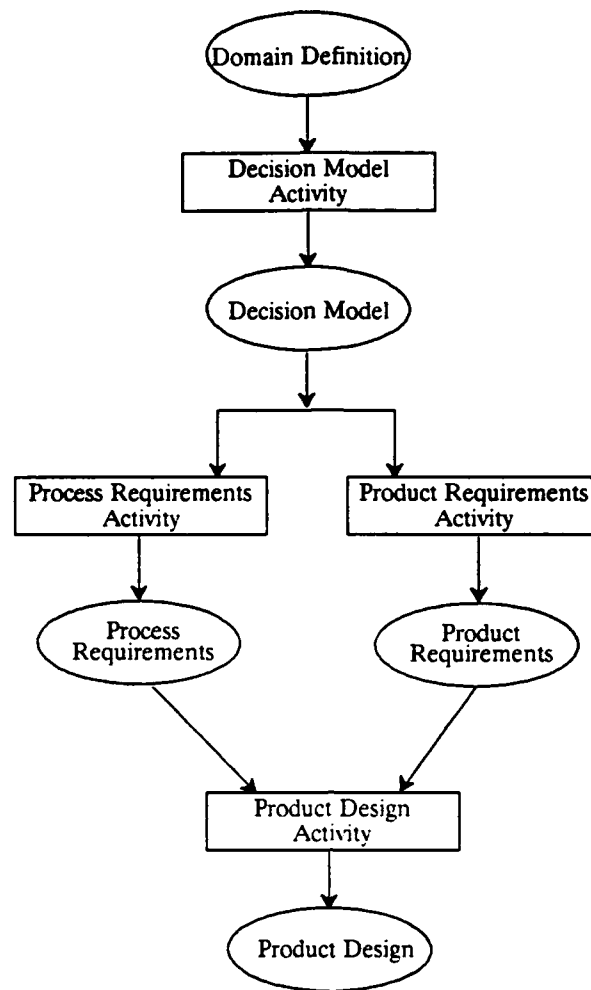 Domain Definition
Decision Model
Activity
Decision Model
Process Requirements
Activity
Product Requirements
Activity
Process
Requirements
Product
Requirements
Product Design
Activity
Product Design